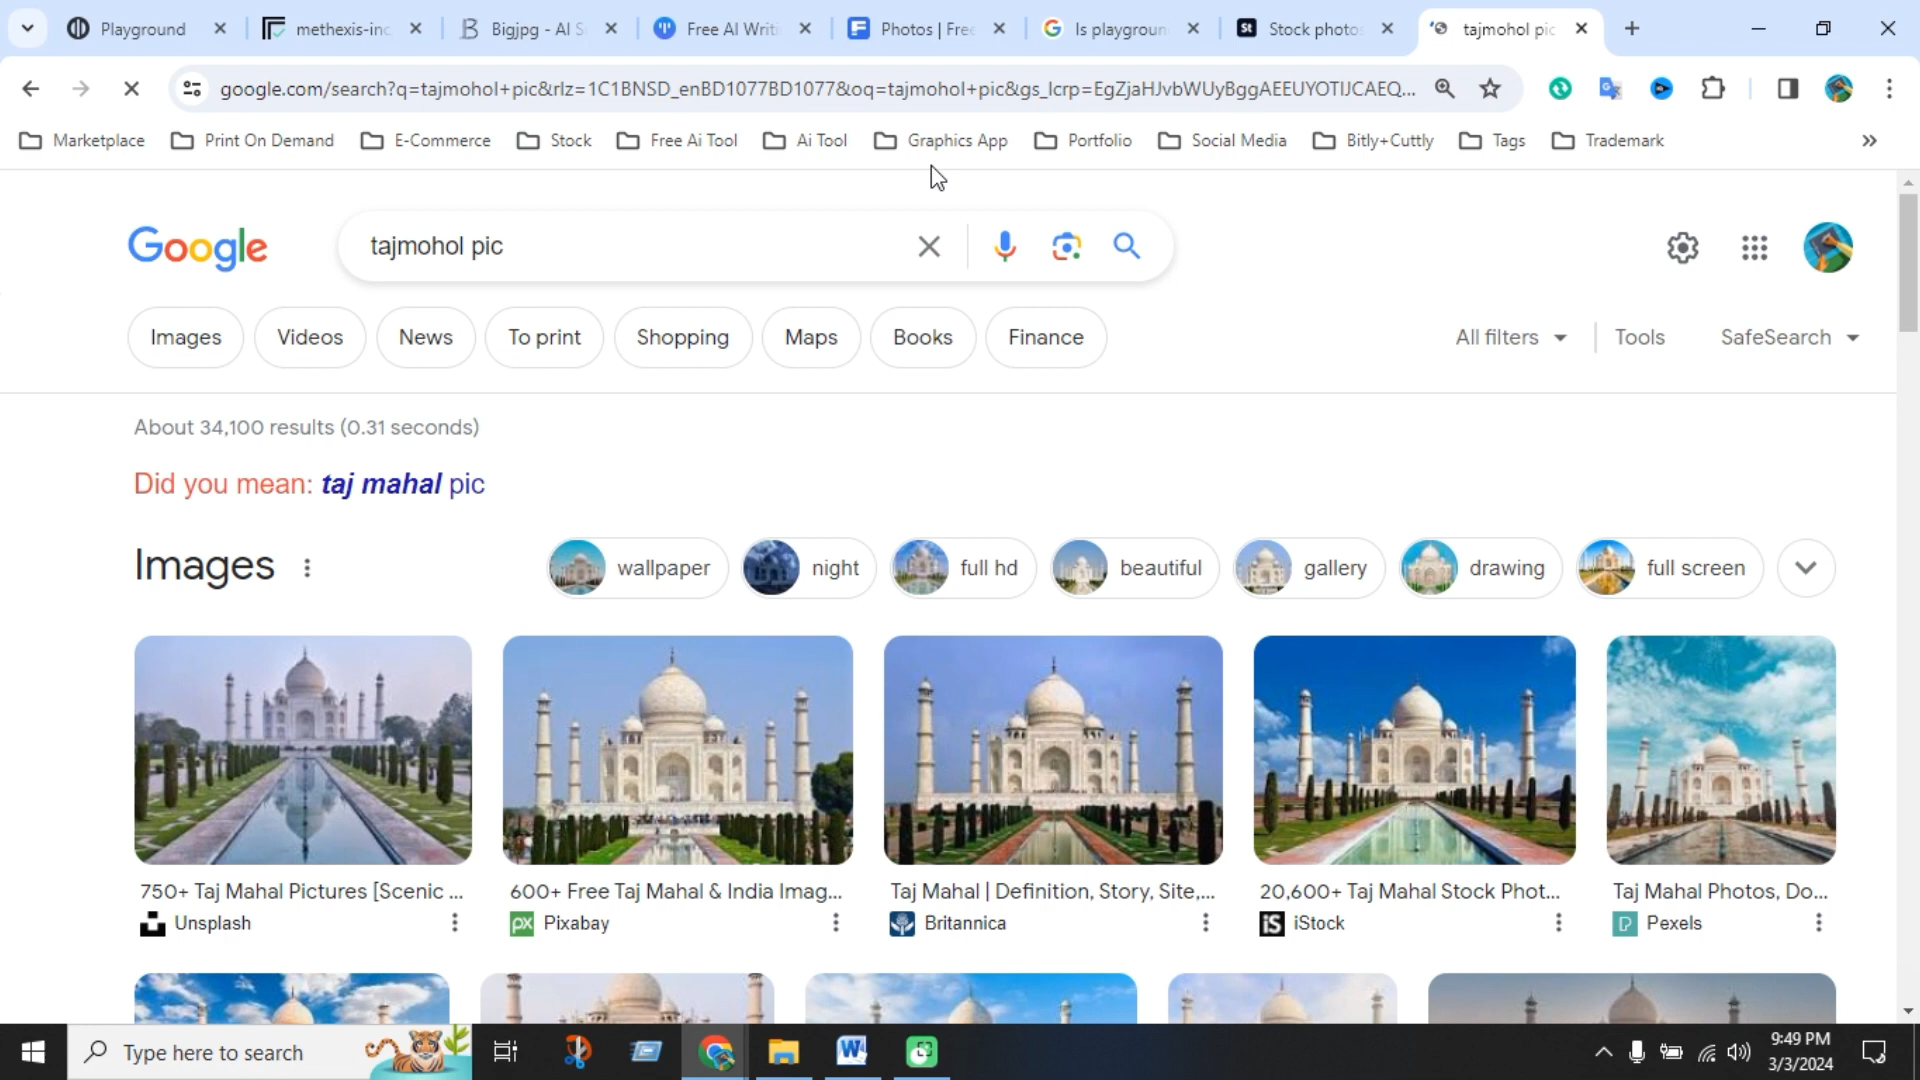 Playground
methexis-inc
Bigjpg - AI S
Free AI Writi
Photos | Free
Is playgroun
Stock photos
tajmohol pic
google.com/search?q=tajmohol+pic&rlz=1C1BNSD_enBD1077BD1077&oq=tajmohol+pic&gs_lcrp=EgZjaHJvbWUyBggAEEUYOTIJCAEQ...
Marketplace
Print On Demand
E-Commerce
Stock
Free Ai Tool
Ai Tool
Graphics App
Portfolio
Social Media
Bitly+Cuttly
Tags
Trademark
Google
tajmohol pic
Images
Videos
News
To print
Shopping
Maps
Books
Finance
All filters
Tools
SafeSearch
About 34,100 results (0.31 seconds)
Did you mean: taj mahal pic
Images
wallpaper
night
full hd
beautiful
gallery
drawing
full screen
750+ Taj Mahal Pictures [Scenic ...
Unsplash
600+ Free Taj Mahal & India Imag...
px
Pixabay
Taj Mahal | Definition, Story, Site,...
Britannica
20,600+ Taj Mahal Stock Phot...
iS
iStock
Taj Mahal Photos, Do...
P
Pexels
Type here to search
9:49 PM
3/3/2024